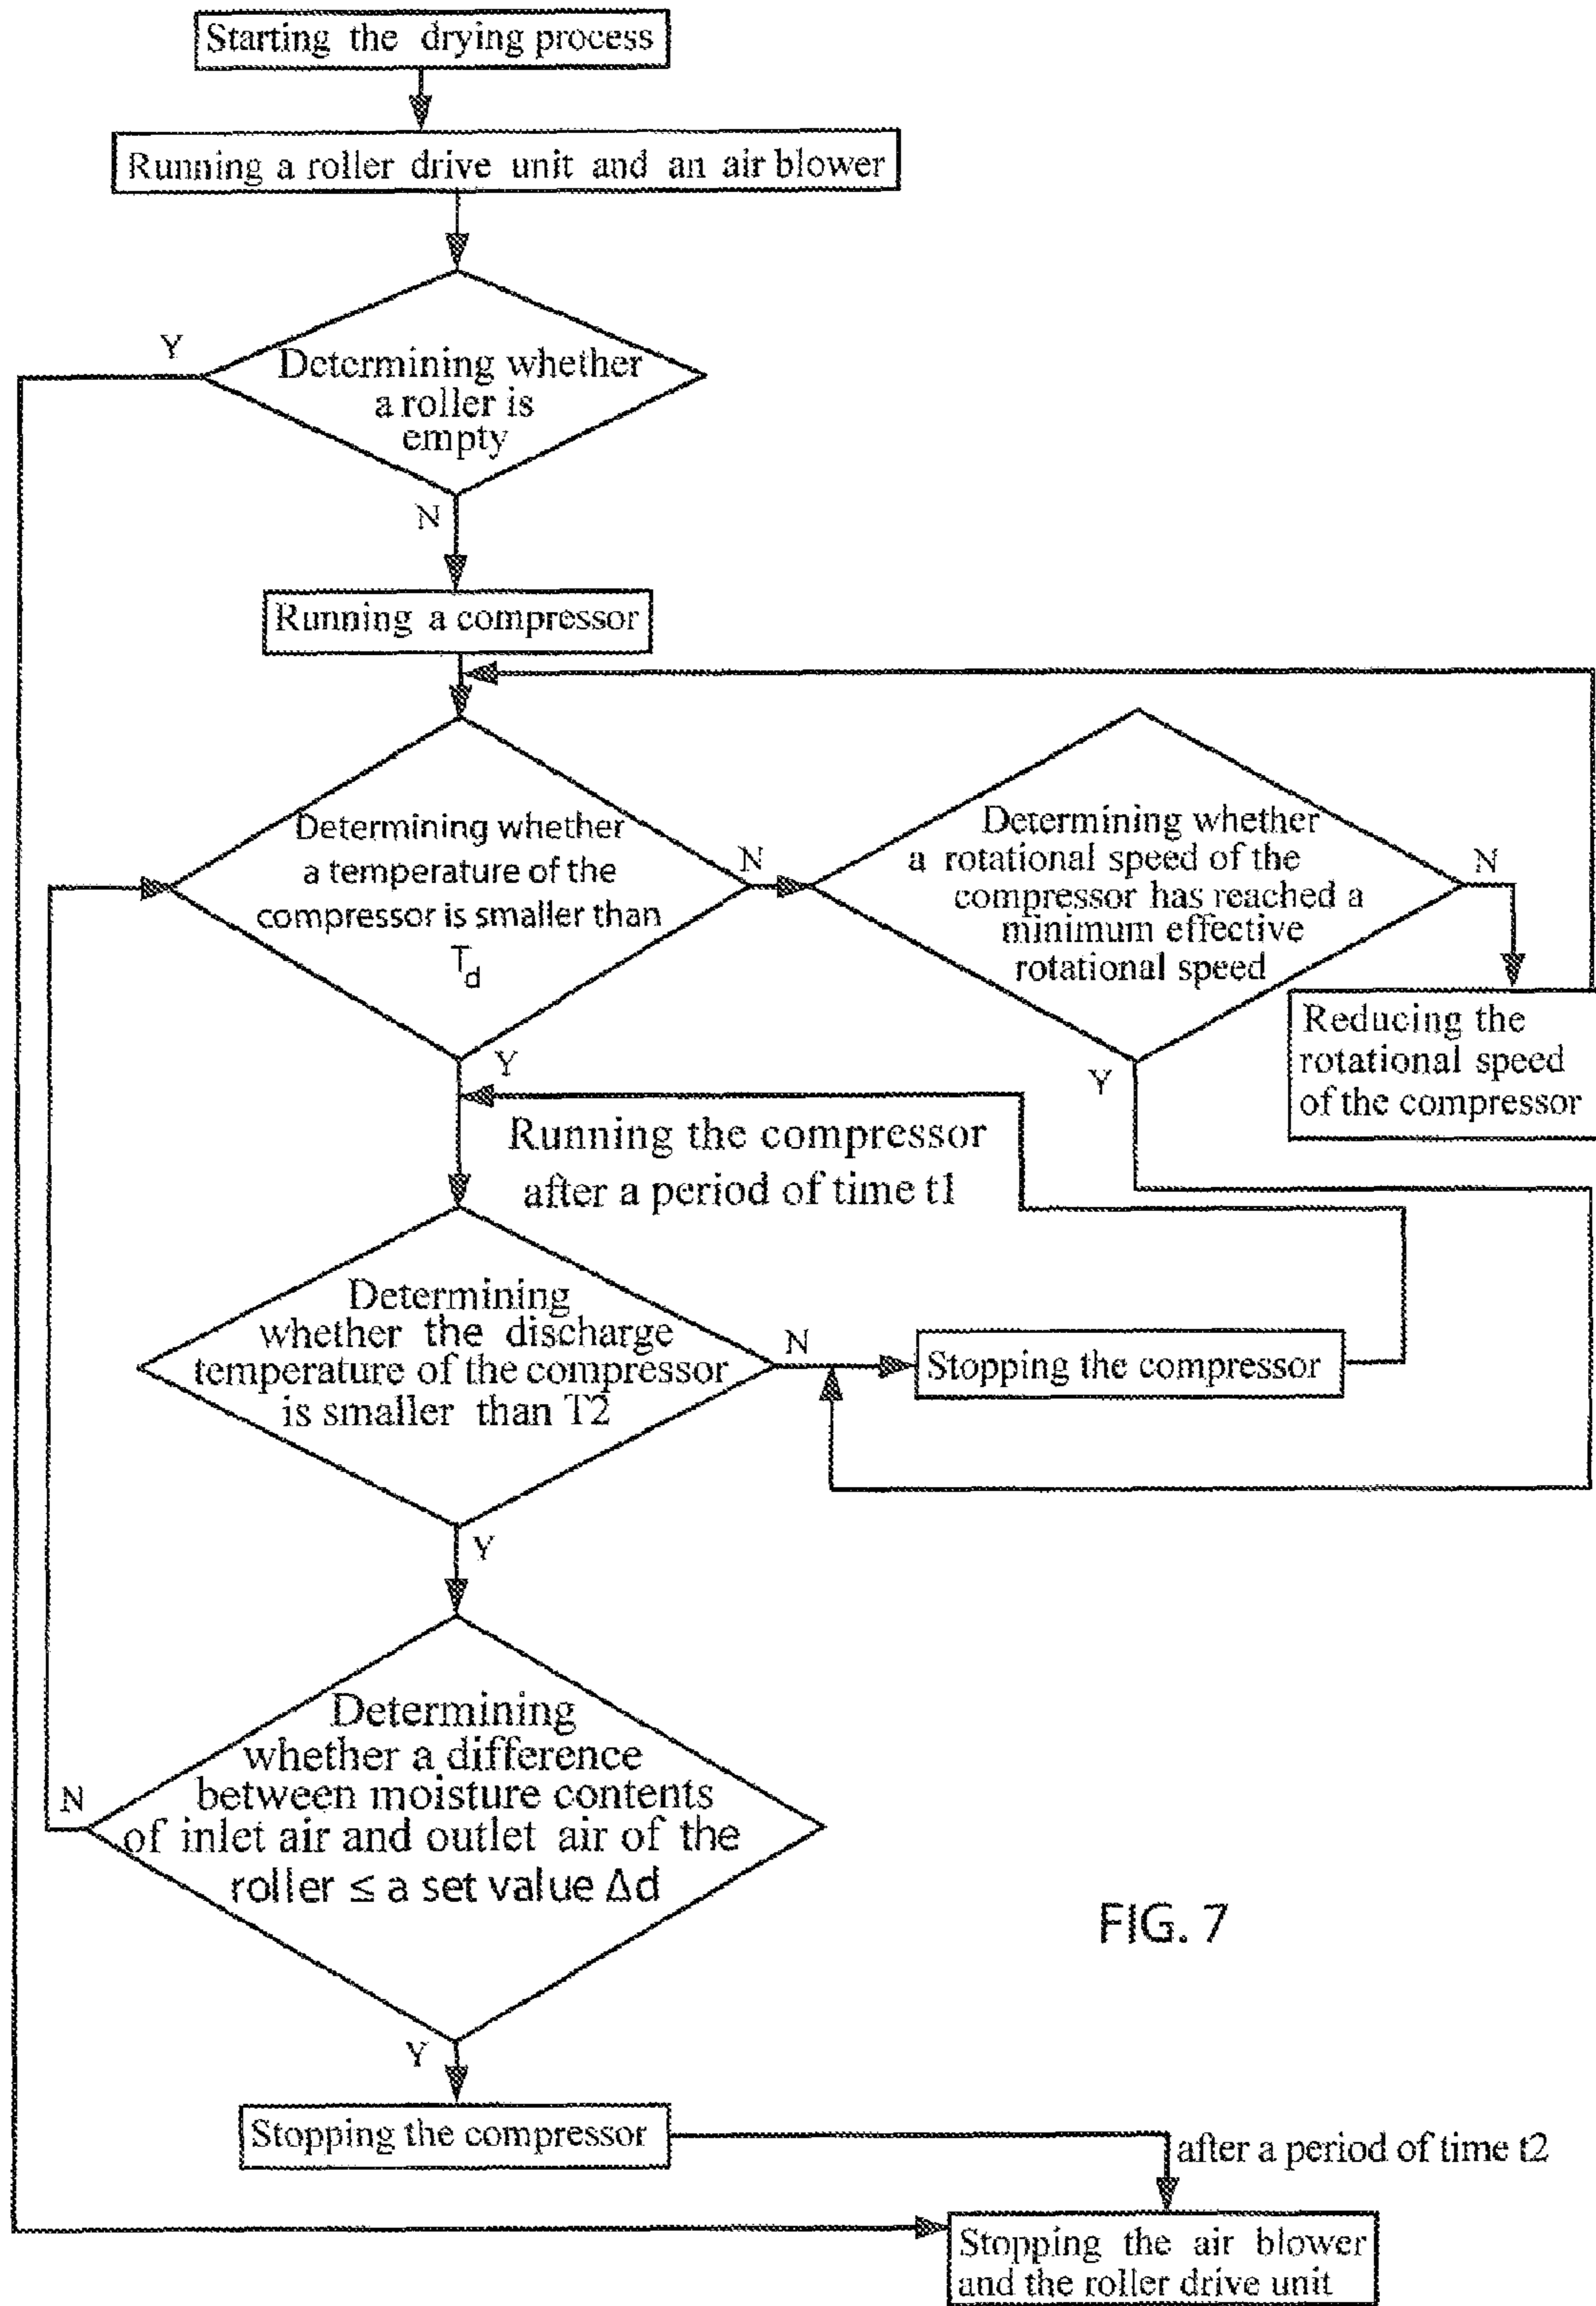 Starting the drying process
Running a roller drive unit and an air blower
Y
Determining whether
a roller is
empty
N
Running a compressor
Determining whether
a temperature of the
compressor is smaller than
Td
N
Determining whether
a rotational speed of the
compressor has reached a
minimum effective
rotational speed
N
Reducing the
rotational speed
of the compressor
Y
Y
Running the compressor
after a period of time t1
Determining
whether the discharge
temperature of the compressor
is smaller than T2
N
Stopping the compressor
Y
Determining
whether a difference
between moisture contents
of inlet air and outlet air of the
roller ≤ a set value Δd
N
FIG. 7
Y
Stopping the compressor
after a period of time t2
Stopping the air blower
and the roller drive unit